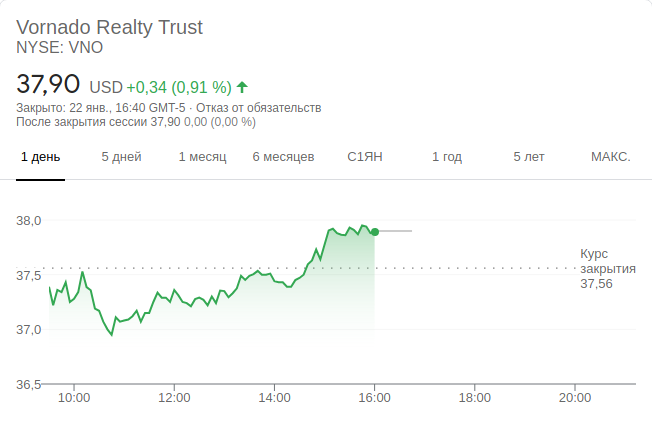 Vornado Realty Trust
NYSE: VNO
37,90 USD +0,34 (0,91 %)
Закрыто: 22 янв., 16:40 GMT-5 · Отказ от обязательств
После закрытия сессии 37,90 0,00 (0,00 %)
1 день 5 дней 1 месяц 6 месяцев С1ЯН 1 год 5 лет МАКС.
38,0
Курс
закрытия
37,56
37,5
37,0
36,5
10:00 12:00 14:00 16:00 18:00 20:00